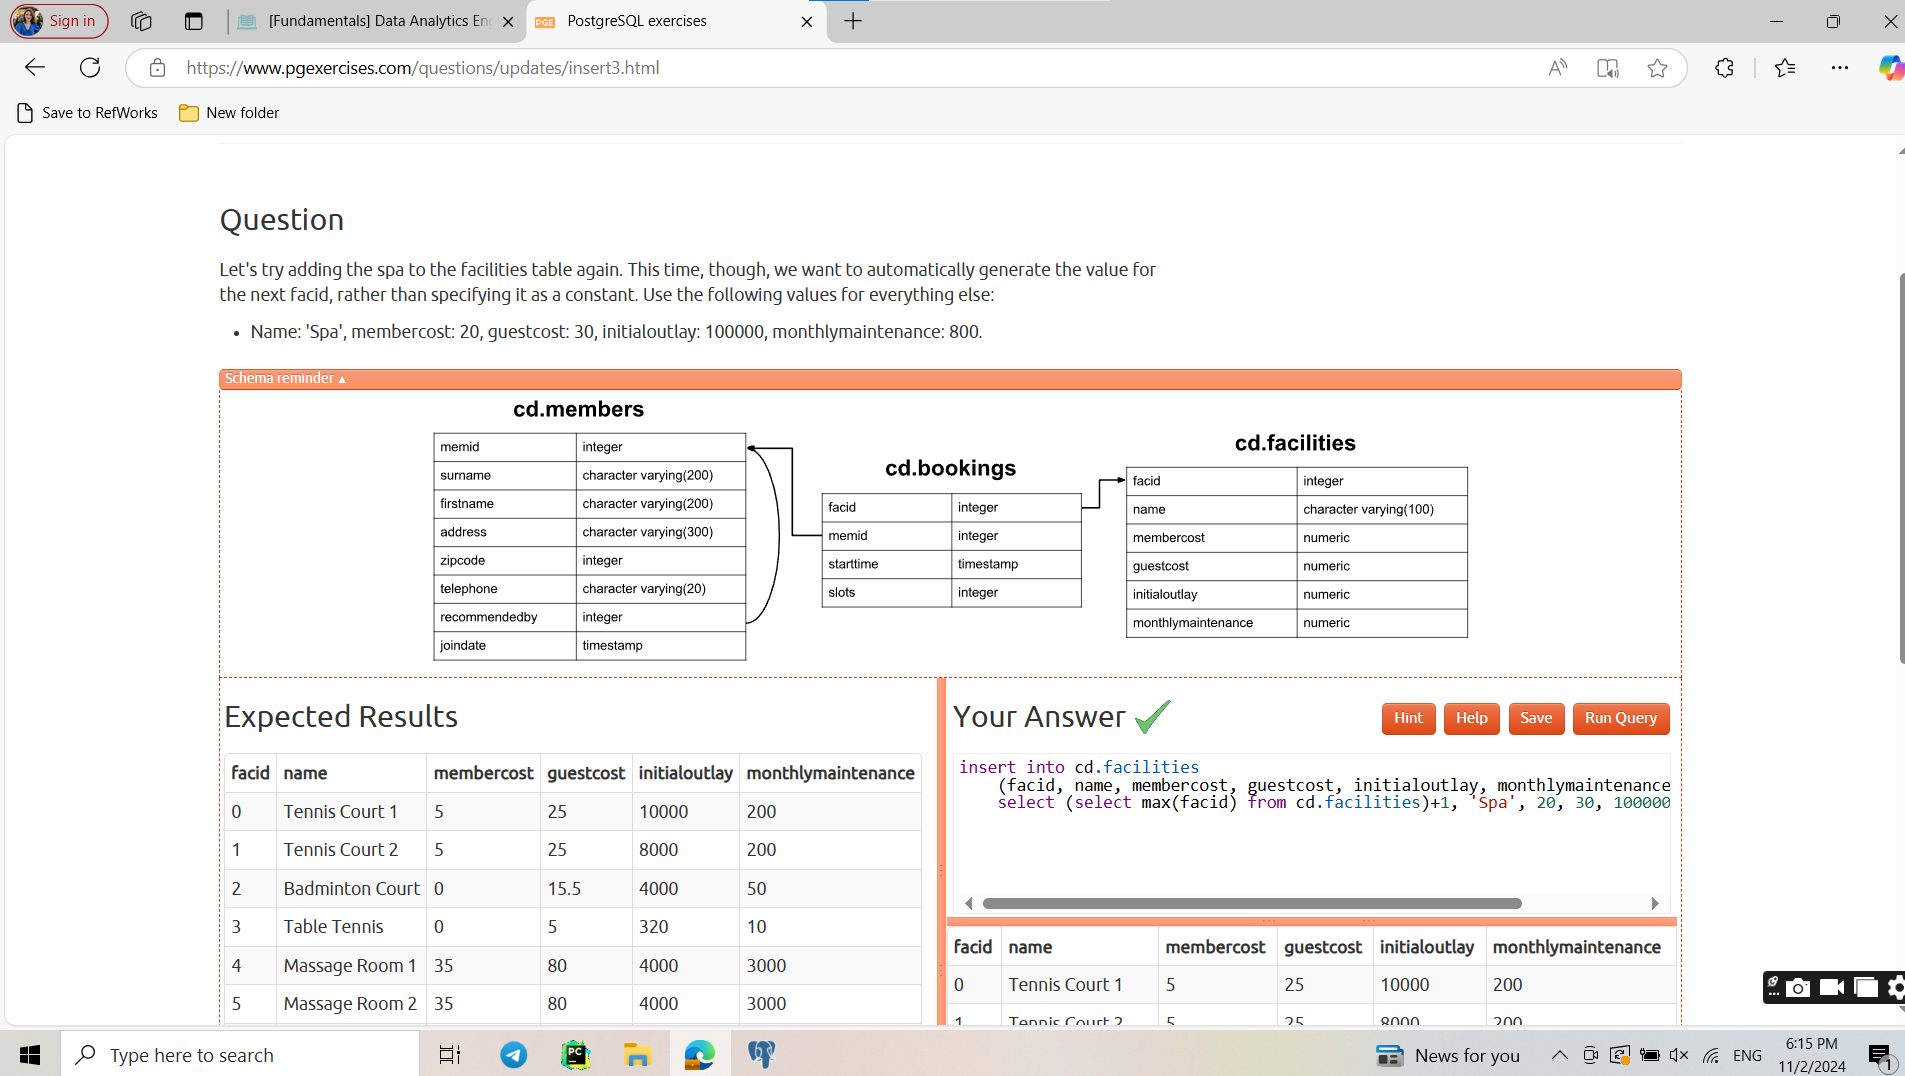 Sign in
[Fundamentals] Data Analytics En
PGE PostgreSQL exercises
https://www.pgexercises.com/questions/updates/insert3.html
Save to RefWorks
New folder
Question
Let's try adding the spa to the facilities table again. This time, though, we want to automatically generate the value for
the next facid, rather than specifying it as a constant. Use the following values for everything else:
• Name: 'Spa', membercost: 20, guestcost: 30, initialoutlay: 100000, monthlymaintenance: 800.
Schema reminder ▲
cd.members
memid integer
surname character varying(200)
firstname character varying(200)
address character varying(300)
zipcode integer
telephone character varying(20)
recommendedby integer
joindate timestamp
cd.bookings
facid integer
memid integer
starttime timestamp
slots integer
cd.facilities
facid integer
name character varying(100)
membercost numeric
guestcost numeric
initialoutlay numeric
monthlymaintenance numeric
Expected Results
facid name membercost guestcost initialoutlay monthlymaintenance
0 Tennis Court 1 5 25 10000 200
1 Tennis Court 2 5 25 8000 200
2 Badminton Court 0 15.5 4000 50
3 Table Tennis 0 5 320 10
4 Massage Room 1 35 80 4000 3000
5 Massage Room 2 35 80 4000 3000
Your Answer
Hint Help Save Run Query
insert into cd.facilities
(facid, name, membercost, guestcost, initialoutlay, monthlymaintenance
select (select max(facid) from cd.facilities)+1, 'Spa', 20, 30, 100000
facid name membercost guestcost initialoutlay monthlymaintenance
0 Tennis Court 1 5 25 10000 200
1 Tennis Court 2 5 25 8000 200
Type here to search
PC
News for you
ENG
6:15 PM
11/2/2024
1